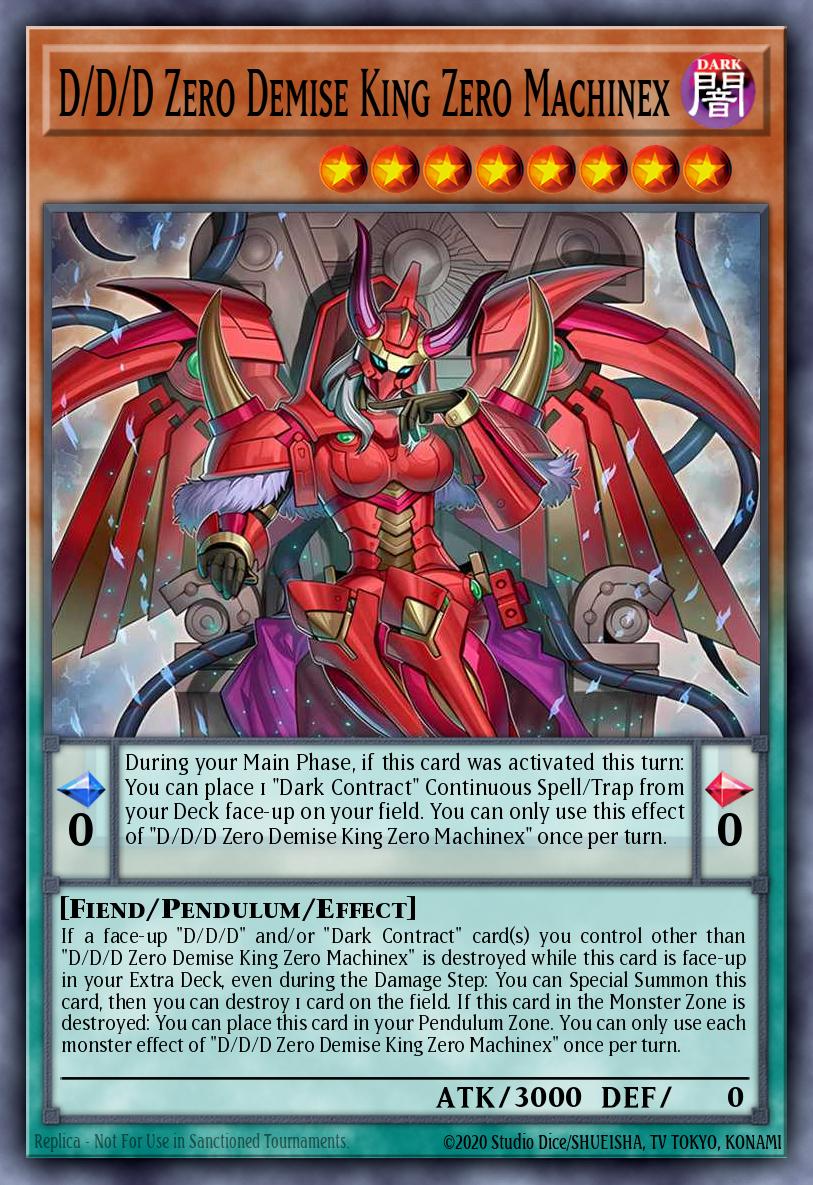 D/D/D Zero Demise King Zero Machinex
DARK
闇
During your Main Phase, if this card was activated this turn:
You can place 1 "Dark Contract" Continuous Spell/Trap from
your Deck face-up on your field. You can only use this effect
of "D/D/D Zero Demise King Zero Machinex" once per turn.
0
0
[Fiend/Pendulum/Effect]
If a face-up "D/D/D" and/or "Dark Contract" card(s) you control other than
"D/D/D Zero Demise King Zero Machinex" is destroyed while this card is face-up
in your Extra Deck, even during the Damage Step: You can Special Summon this
card, then you can destroy 1 card on the field. If this card in the Monster Zone is
destroyed: You can place this card in your Pendulum Zone. You can only use each
monster effect of "D/D/D Zero Demise King Zero Machinex" once per turn.
ATK/3000 DEF/ 0
Replica - Not For Use in Sanctioned Tournaments.
©2020 Studio Dice/SHUEISHA, TV TOKYO, KONAMI